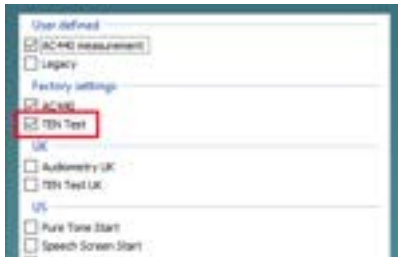 User defined
AC440 measurement
Legacy
Factory settings
AC440
TEN Test
UK
Audiometry UK
TEN Test UK
US
Pure Tone Start
Speech Screen Start